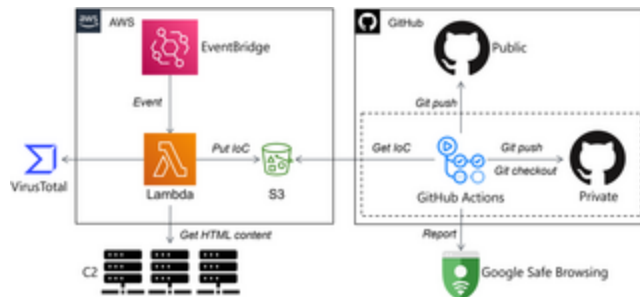 aws
AWS
EventBridge
Event
VirusTotal
Lambda
Put IoC
S3
Get HTML content
C2
GitHub
Public
Git push
Get IoC
GitHub Actions
Git push
Git checkout
Private
Report
Google Safe Browsing